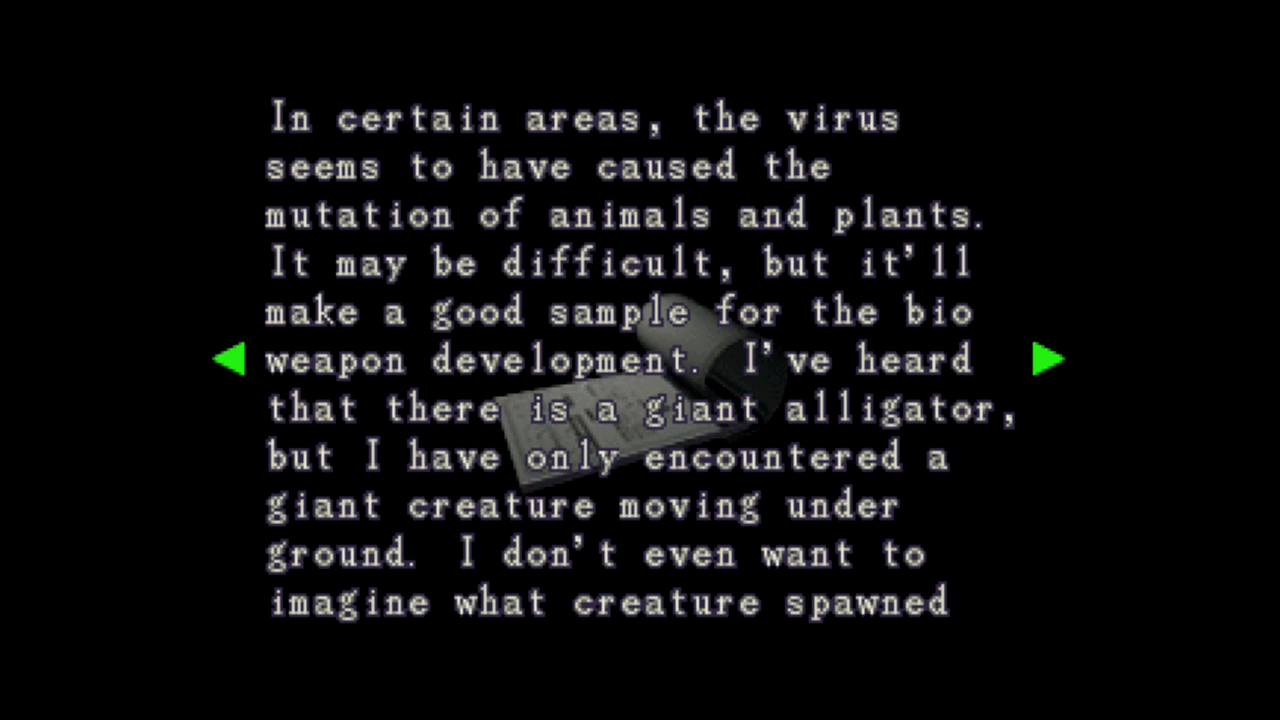 In certain areas, the virus
seems to have caused the
mutation of animals and plants.
It may be difficult, but it'll
make a good sample for the bio
weapon development. I've heard
that there is a giant alligator,
but I have only encountered a
giant creature moving under
ground. I don't even want to
imagine what creature spawned